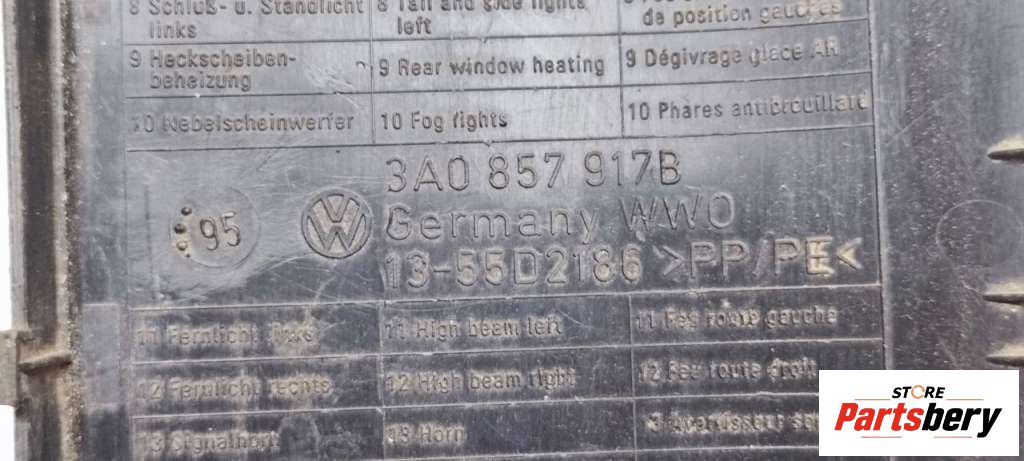 8 Schluß- u. Standlicht links
8 Tail and side lights left
de position gauches
9 Heckscheiben-
beheizung
9 Rear window heating
9 Dégivrage glace AR
10 Nebelscheinwerfer
10 Fog lights
10 Phares antibrouillard
3A0 857 917B
95
VW
Germany WWO
13-55D2186 >PP/PE<
11 Fernlicht links
11 High beam left
11 Feu route gauche
12 Fernlicht rechts
12 High beam right
12 Feu route droit
13 Signalhorn
13 Horn
STORE
Partsbery